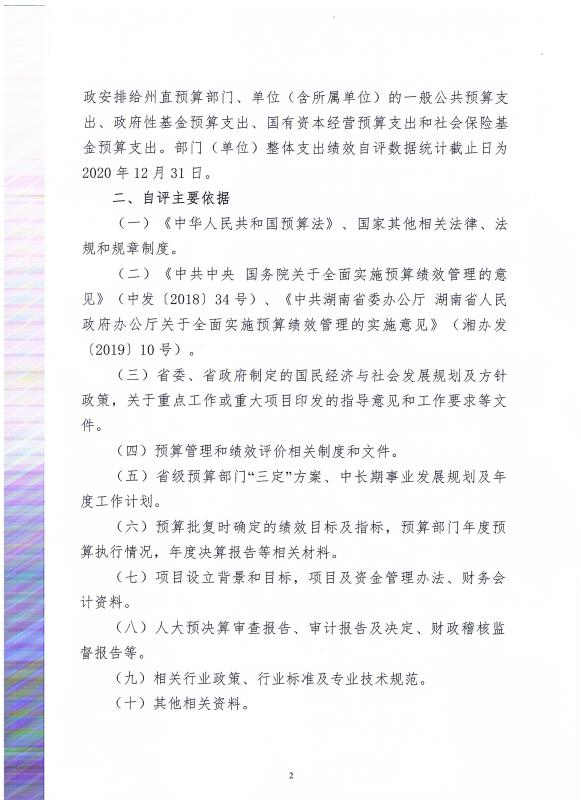 政安排给州直预算部门、单位（含所属单位）的一般公共预算支
出、政府性基金预算支出、国有资本经营预算支出和社会保险基
金预算支出。部门（单位）整体支出绩效自评数据统计截止日为
2020 年 12 月 31 日。
二、自评主要依据
（一）《中华人民共和国预算法》、国家其他相关法律、法
规和规章制度。
（二）《中共中央 国务院关于全面实施预算绩效管理的意
见》（中发〔2018〕34 号）、《中共湖南省委办公厅 湖南省人民
政府办公厅关于全面实施预算绩效管理的实施意见》（湘办发
〔2019〕10 号）。
（三）省委、省政府制定的国民经济与社会发展规划及方针
政策，关于重点工作或重大项目印发的指导意见和工作要求等文
件。
（四）预算管理和绩效评价相关制度和文件。
（五）省级预算部门“三定”方案、中长期事业发展规划及年
度工作计划。
（六）预算批复时确定的绩效目标及指标，预算部门年度预
算执行情况，年度决算报告等相关材料。
（七）项目设立背景和目标，项目及资金管理办法、财务会
计资料。
（八）人大预决算审查报告、审计报告及决定、财政稽核监
督报告等。
（九）相关行业政策、行业标准及专业技术规范。
（十）其他相关资料。
2